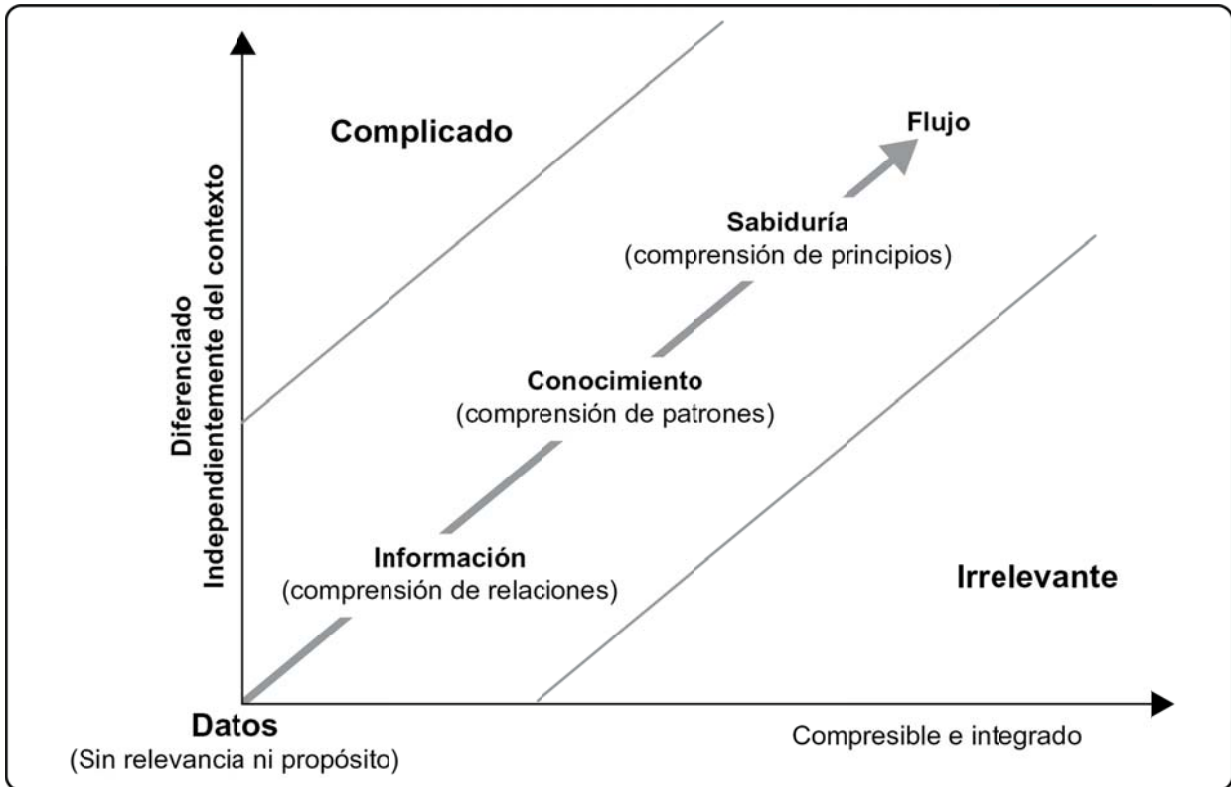 Complicado
Flujo
Sabiduría
(comprensión de principios)
Diferenciado
Independientemente del contexto
Conocimiento
(comprensión de patrones)
Información
(comprensión de relaciones)
Irrelevante
Datos
(Sin relevancia ni propósito)
Compresible e integrado